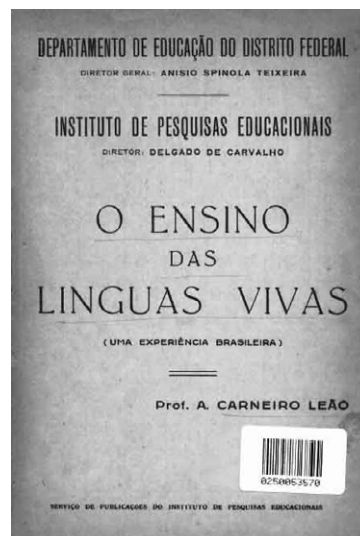 DEPARTAMENTO DE EDUCAÇÃO DO DISTRITO FEDERAL
DIRETOR GERAL: ANISIO SPINOLA TEIXEIRA
INSTITUTO DE PESQUISAS EDUCACIONAIS
DIRETOR: DELGADO DE CARVALHO
O ENSINO
DAS
LINGUAS VIVAS
( UMA EXPERIÊNCIA BRASILEIRA )
Prof. A. CARNEIRO LEÃO
0250053570
SERVIÇO DE PUBLICAÇÕES DO INSTITUTO DE PESQUISAS EDUCACIONAIS